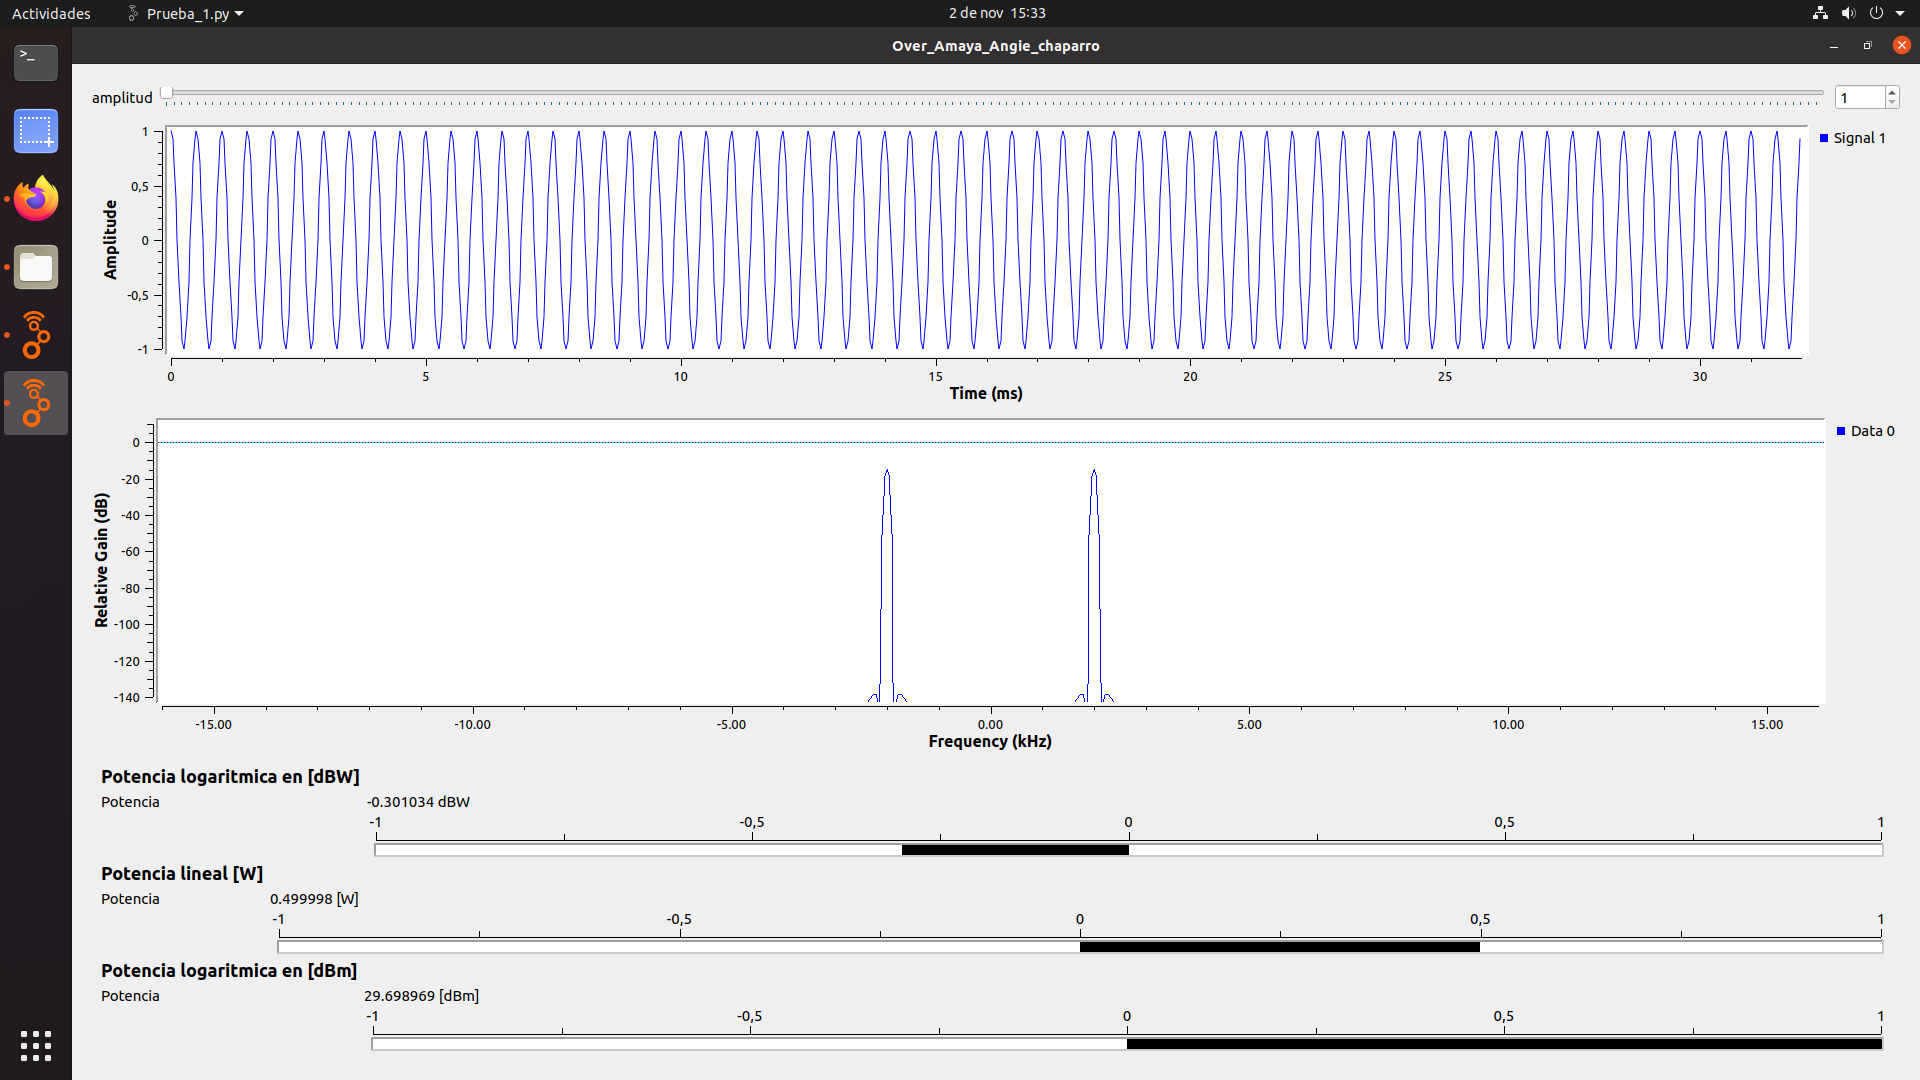 Actividades Prueba_1.py 2 de nov 15:33
Over_Amaya_Angie_chaparro
amplitud 1
Signal 1
Amplitude
1
0,5
0
-0,5
-1
0 5 10 15 20 25 30
Time (ms)
Data 0
Relative Gain (dB)
0
-20
-40
-60
-80
-100
-120
-140
-15.00 -10.00 -5.00 0.00 5.00 10.00 15.00
Frequency (kHz)
Potencia logaritmica en [dBW]
Potencia -0.301034 dBW
-1 -0,5 0 0,5 1
Potencia lineal [W]
Potencia 0.499998 [W]
-1 -0,5 0 0,5 1
Potencia logaritmica en [dBm]
Potencia 29.698969 [dBm]
-1 -0,5 0 0,5 1